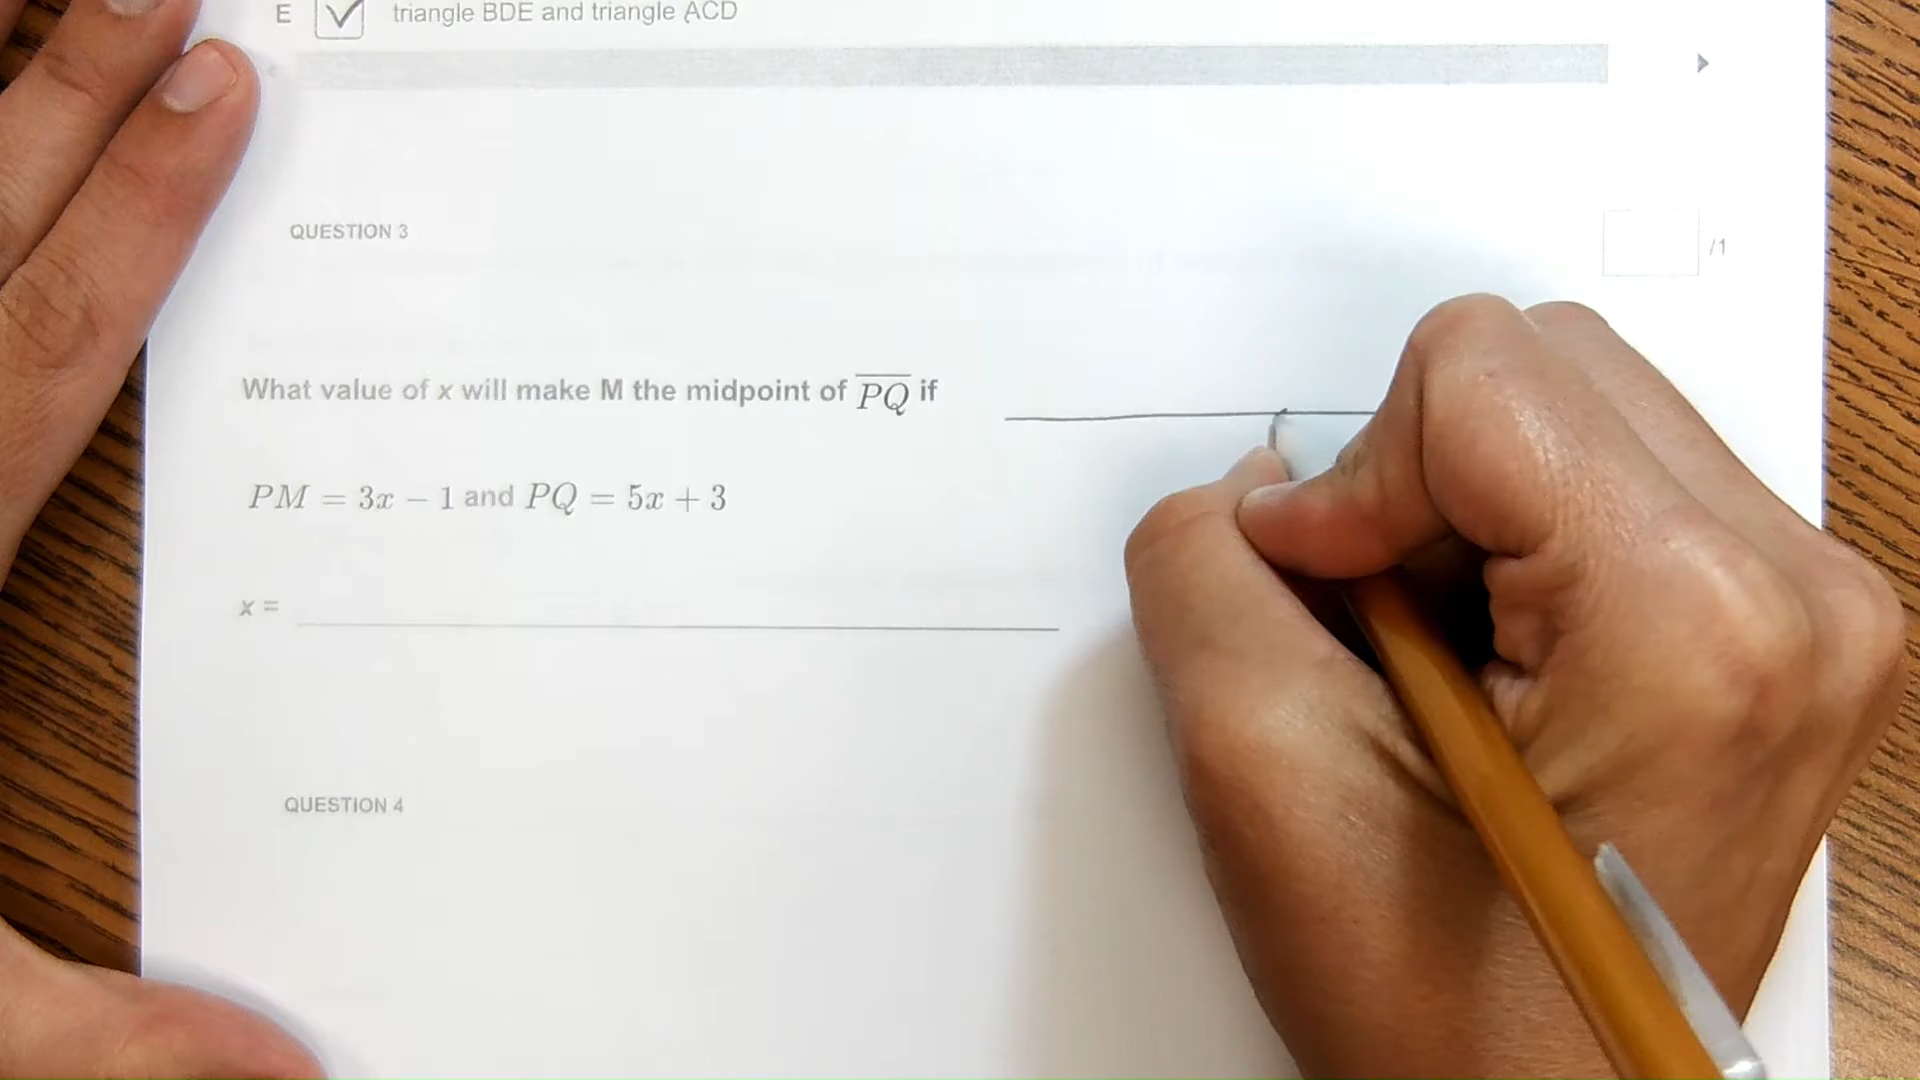 E triangle BDE and triangle ACD
QUESTION 3
/1
What value of x will make M the midpoint of \overline{PQ} if
PM = 3x − 1 and PQ = 5x + 3
x =
QUESTION 4